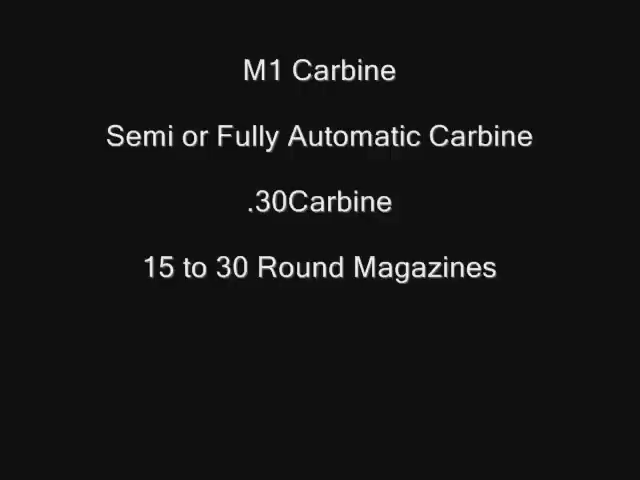 M1 Carbine
Semi or Fully Automatic Carbine
.30Carbine
15 to 30 Round Magazines